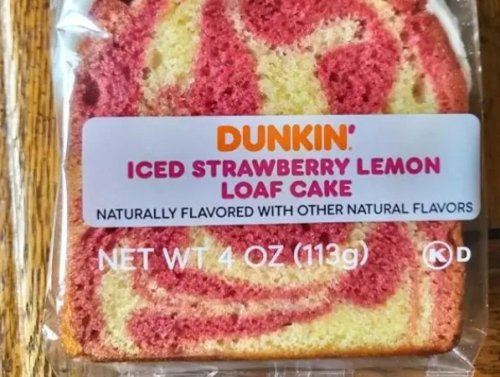 DUNKIN'
ICED STRAWBERRY LEMON
LOAF CAKE
NATURALLY FLAVORED WITH OTHER NATURAL FLAVORS
NET WT 4 OZ (113g)
K D